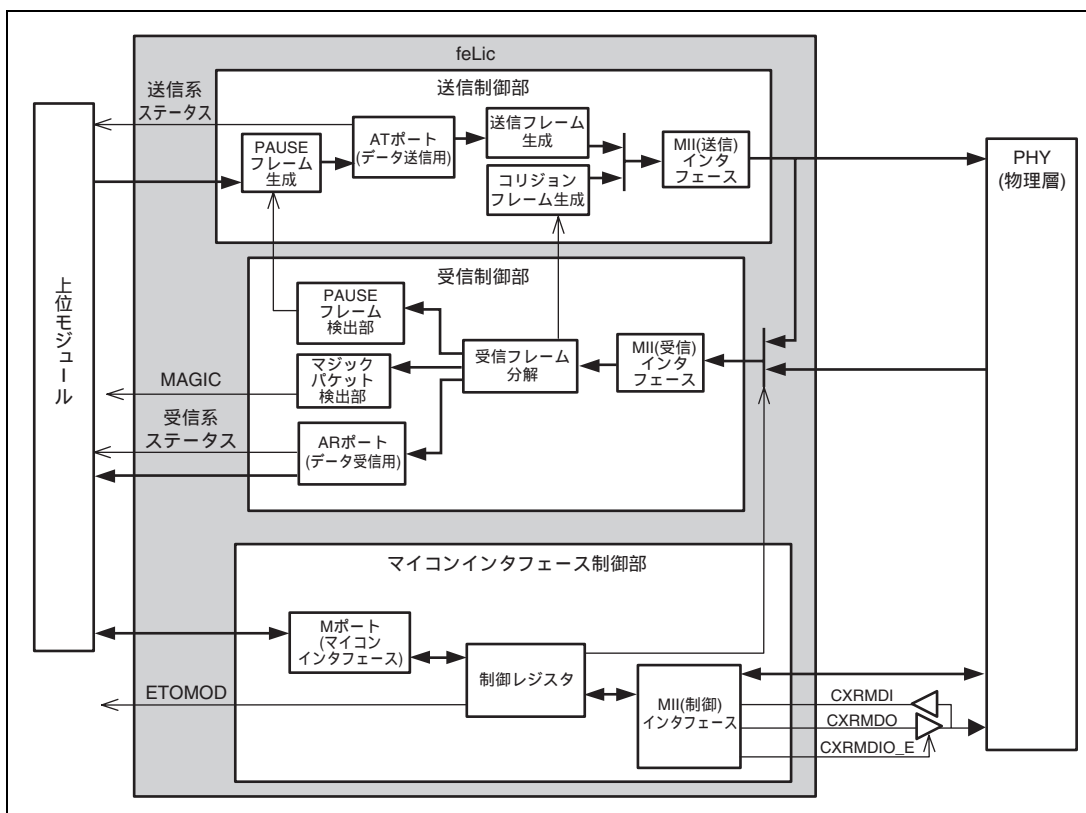 feLic
送信制御部
送信系
ステータス
PAUSE
フレーム
生成
ATポート
(データ送信用)
送信フレーム
生成
コリジョン
フレーム生成
MII(送信)
インタ
フェース
PHY
(物理層)
上位モジュール
受信制御部
PAUSE
フレーム
検出部
マジック
パケット
検出部
ARポート
(データ受信用)
受信フレーム
分解
MII(受信)
インタ
フェース
MAGIC
受信系
ステータス
マイコンインタフェース制御部
Mポート
(マイコン
インタフェース)
制御レジスタ
MII(制御)
インタフェース
ETOMOD
CXRMDI
CXRMDO
CXRMDIO_E